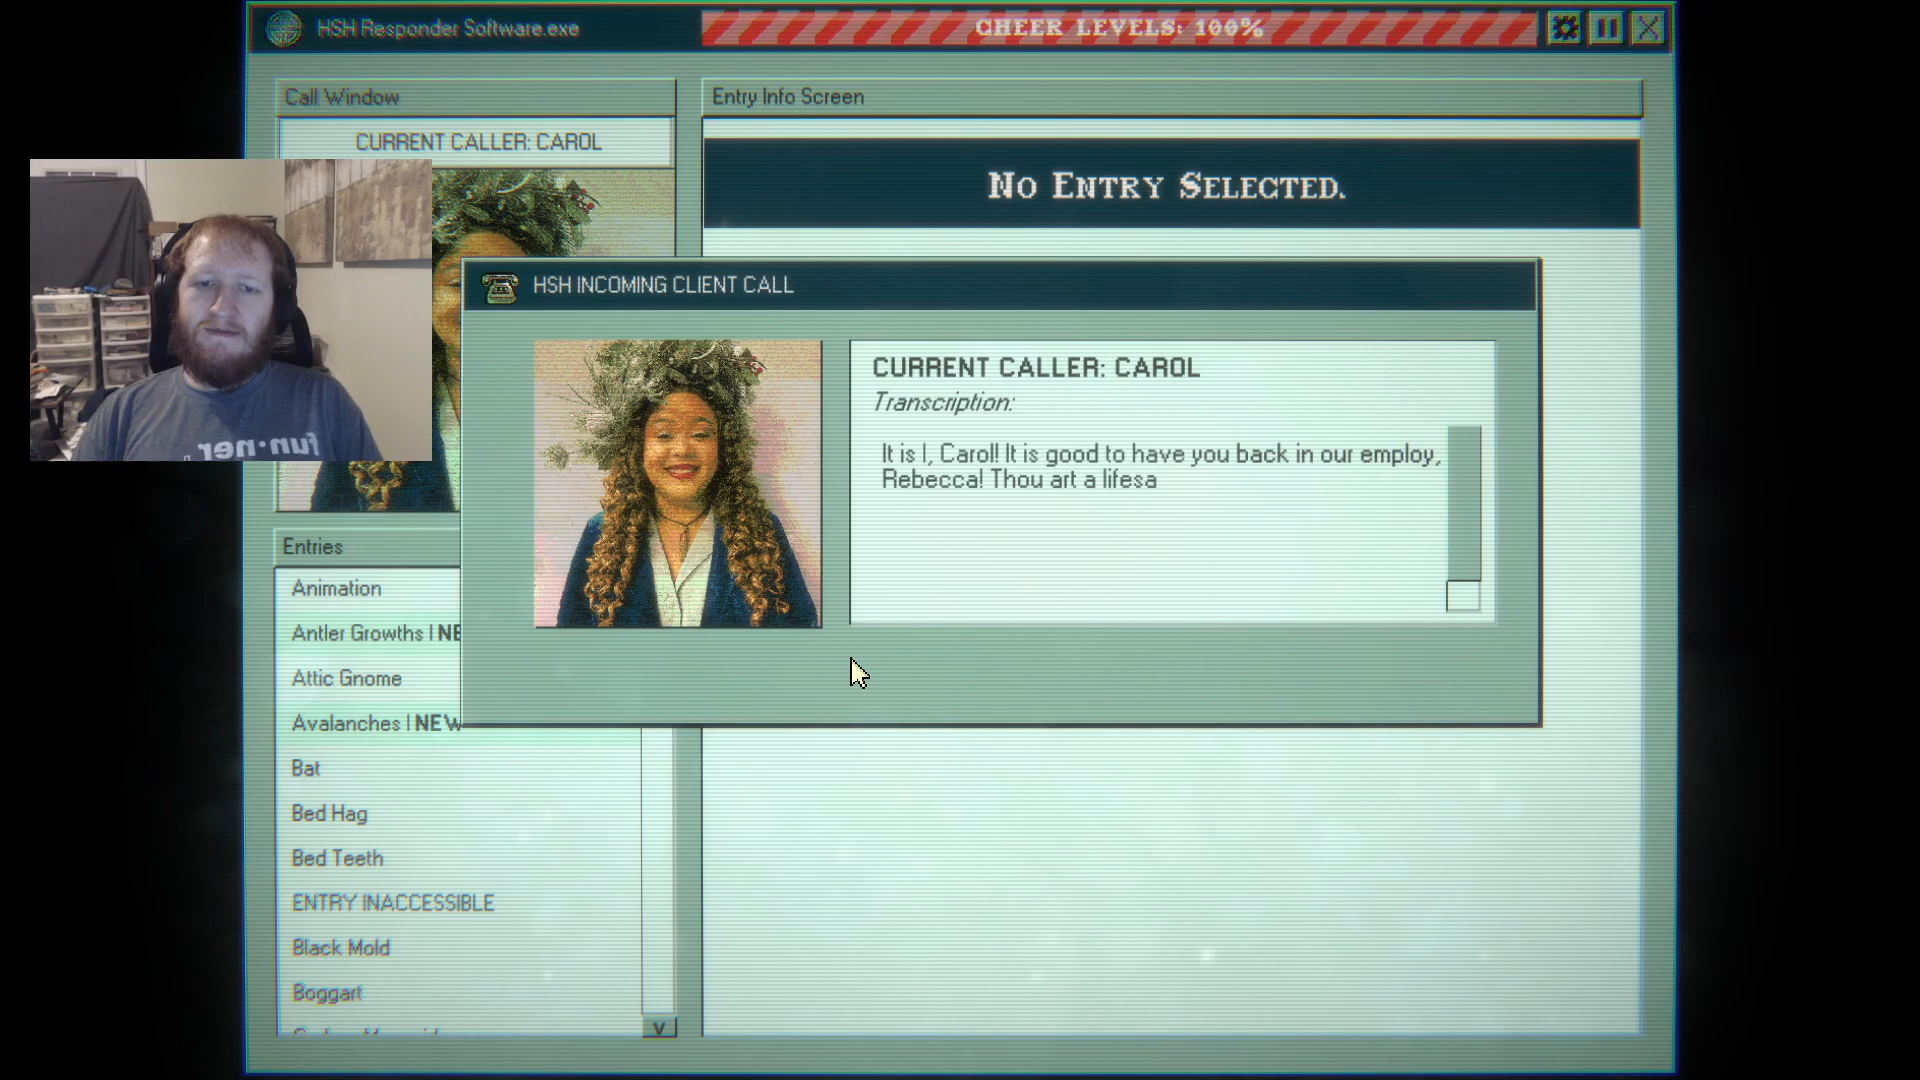 HSH Responder Software.exe
CHEER LEVELS: 100%
Call Window
CURRENT CALLER: CAROL
Entry Info Screen
NO ENTRY SELECTED.
HSH INCOMING CLIENT CALL
CURRENT CALLER: CAROL
Transcription:
It is I, Carol! It is good to have you back in our employ,
Rebecca! Thou art a lifesa
fun·ner
Entries
Animation
Antler Growths | NE
Attic Gnome
Avalanches | NEW
Bat
Bed Hag
Bed Teeth
ENTRY INACCESSIBLE
Black Mold
Boggart
V